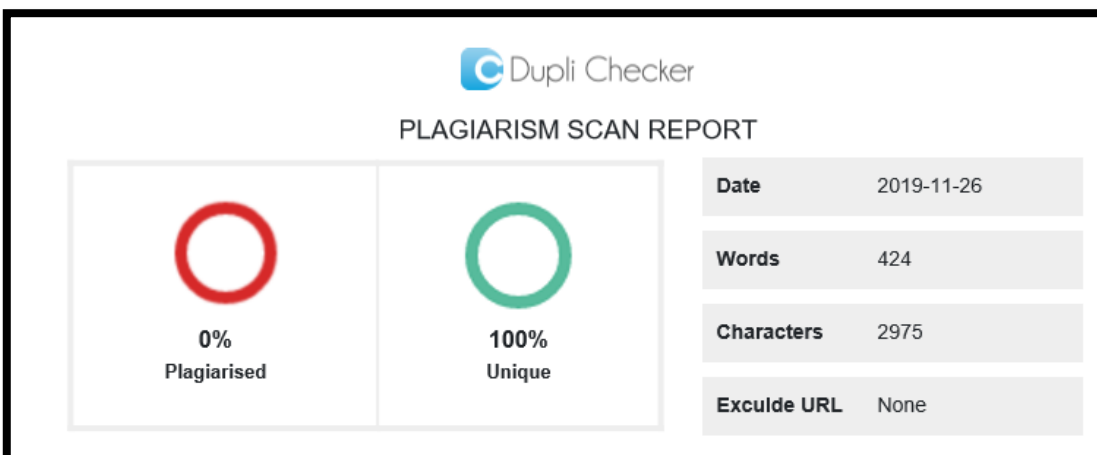 C Dupli Checker
PLAGIARISM SCAN REPORT
0%
Plagiarised
100%
Unique
Date 2019-11-26
Words 424
Characters 2975
Exculde URL None